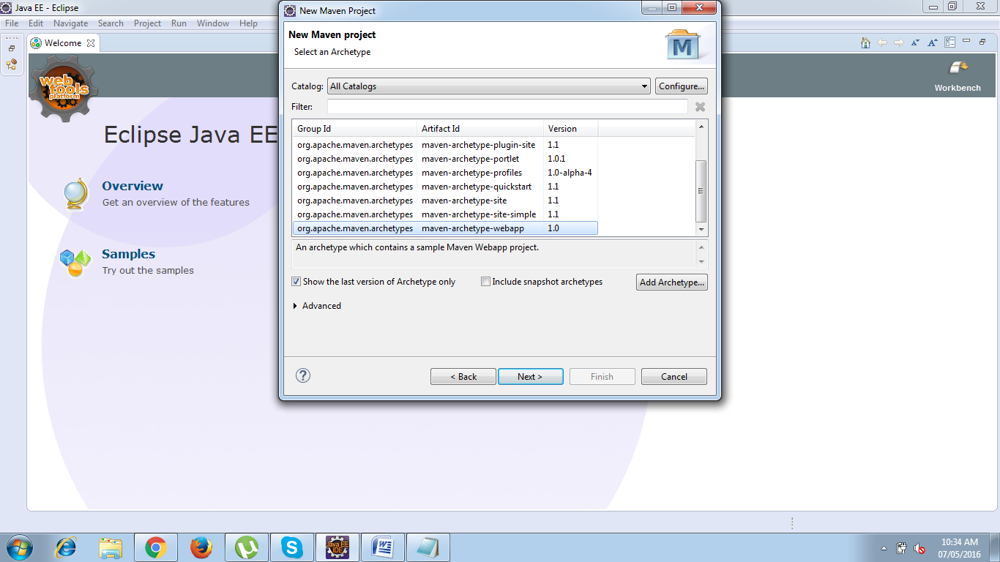 Java EE - Eclipse
File Edit Navigate Search Project Run Window Help
Welcome
web tools platform
Eclipse Java EE
Overview
Get an overview of the features
Samples
Try out the samples
Workbench
New Maven Project
New Maven project
Select an Archetype
M
Catalog: All Catalogs Configure...
Filter:
Group Id Artifact Id Version
org.apache.maven.archetypes maven-archetype-plugin-site 1.1
org.apache.maven.archetypes maven-archetype-portlet 1.0.1
org.apache.maven.archetypes maven-archetype-profiles 1.0-alpha-4
org.apache.maven.archetypes maven-archetype-quickstart 1.1
org.apache.maven.archetypes maven-archetype-site 1.1
org.apache.maven.archetypes maven-archetype-site-simple 1.1
org.apache.maven.archetypes maven-archetype-webapp 1.0
An archetype which contains a sample Maven Webapp project.
Show the last version of Archetype only Include snapshot archetypes Add Archetype...
Advanced
? < Back Next > Finish Cancel
Java EE IDE
10:34 AM
07/05/2016